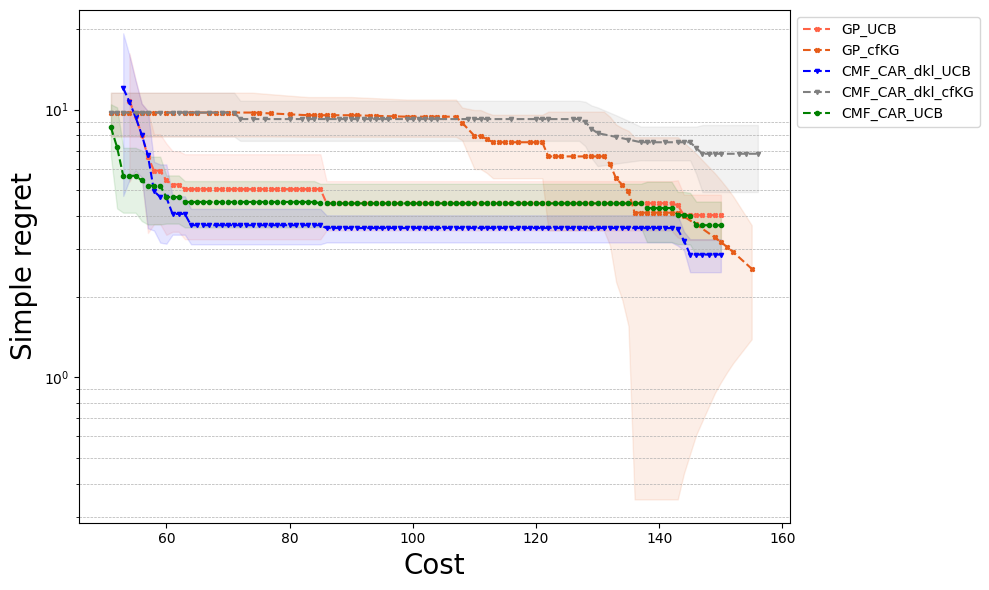 Simple regret
10¹
10⁰
60
80
100
120
140
160
Cost
GP_UCB
GP_cfKG
CMF_CAR_dkl_UCB
CMF_CAR_dkl_cfKG
CMF_CAR_UCB